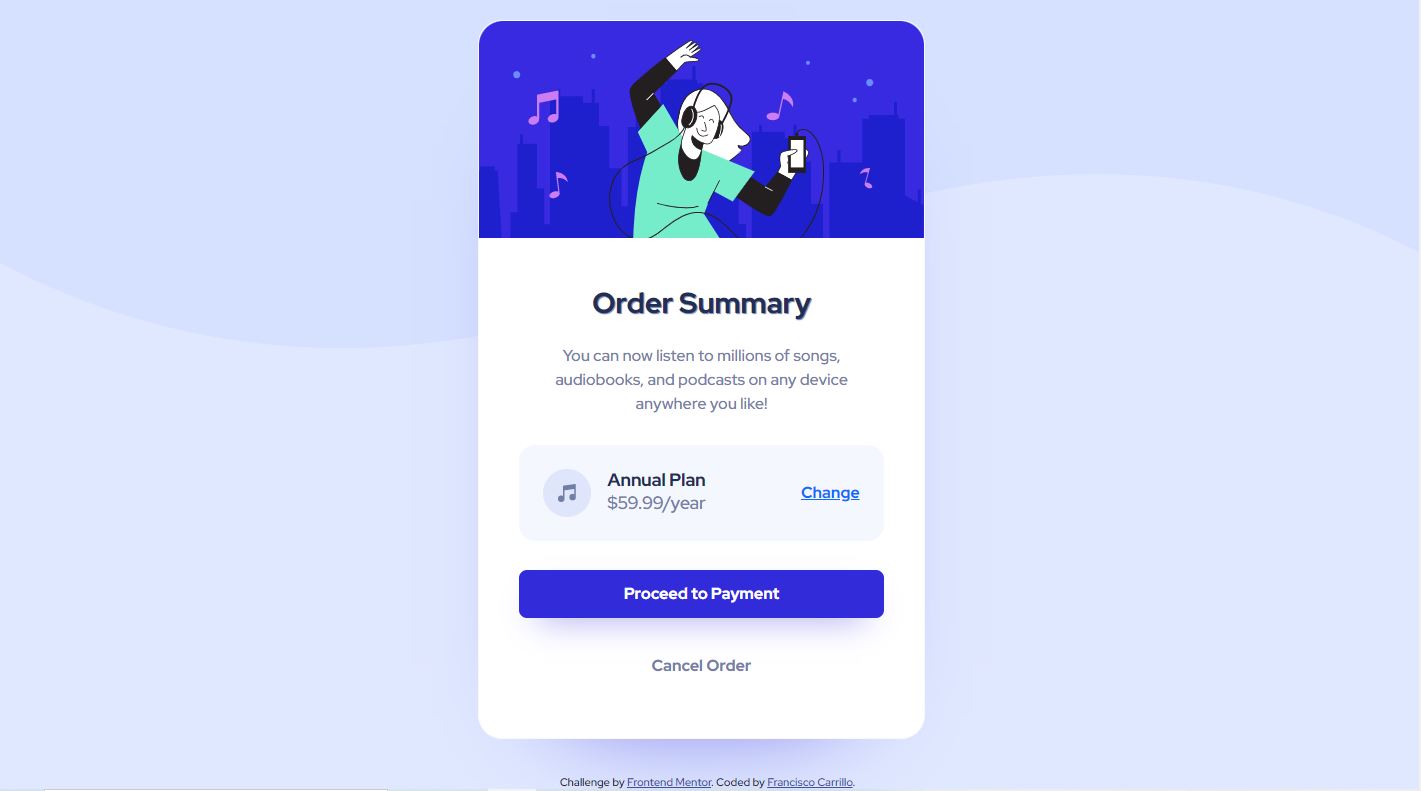 Order Summary
You can now listen to millions of songs,
audiobooks, and podcasts on any device
anywhere you like!
Annual Plan
$59.99/year
Change
Proceed to Payment
Cancel Order
Challenge by Frontend Mentor. Coded by Francisco Carrillo.